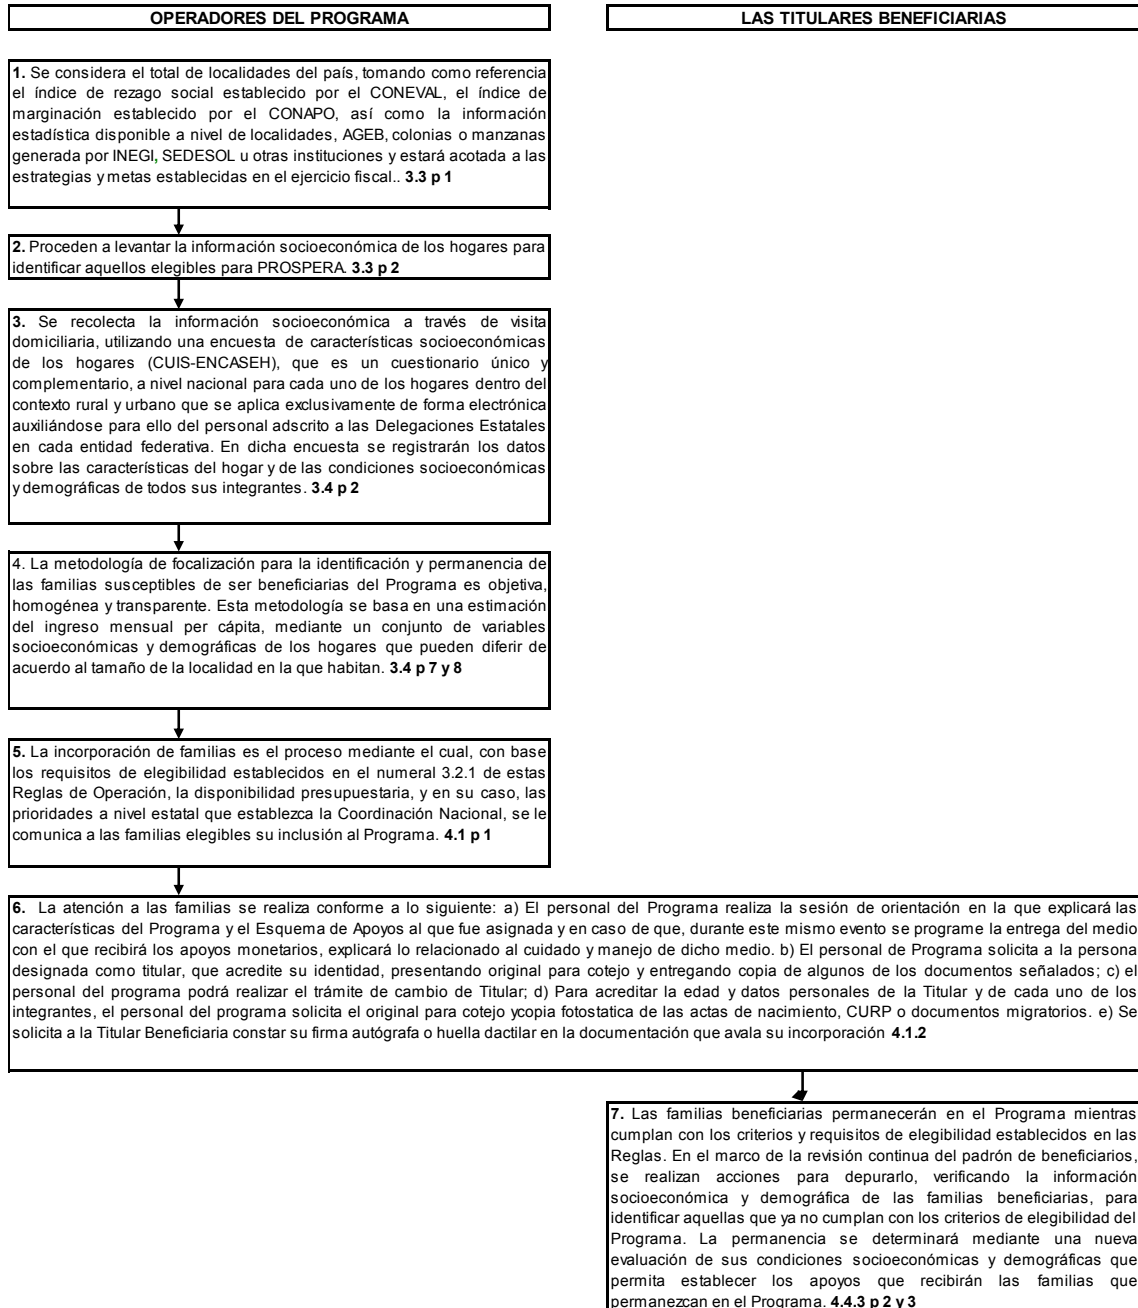 OPERADORES DEL PROGRAMA
LAS TITULARES BENEFICIARIAS
1. Se considera el total de localidades del país, tomando como referencia
el índice de rezago social establecido por el CONEVAL, el índice de
marginación establecido por el CONAPO, así como la información
estadística disponible a nivel de localidades, AGEB, colonias o manzanas
generada por INEGI, SEDESOL u otras instituciones y estará acotada a las
estrategias y metas establecidas en el ejercicio fiscal.. 3.3 p 1
2. Proceden a levantar la información socioeconómica de los hogares para
identificar aquellos elegibles para PROSPERA. 3.3 p 2
3. Se recolecta la información socioeconómica a través de visita
domiciliaria, utilizando una encuesta de características socioeconómicas
de los hogares (CUIS-ENCASEH), que es un cuestionario único y
complementario, a nivel nacional para cada uno de los hogares dentro del
contexto rural y urbano que se aplica exclusivamente de forma electrónica
auxiliándose para ello del personal adscrito a las Delegaciones Estatales
en cada entidad federativa. En dicha encuesta se registrarán los datos
sobre las características del hogar y de las condiciones socioeconómicas
y demográficas de todos sus integrantes. 3.4 p 2
4. La metodología de focalización para la identificación y permanencia de
las familias susceptibles de ser beneficiarias del Programa es objetiva,
homogénea y transparente. Esta metodología se basa en una estimación
del ingreso mensual per cápita, mediante un conjunto de variables
socioeconómicas y demográficas de los hogares que pueden diferir de
acuerdo al tamaño de la localidad en la que habitan. 3.4 p 7 y 8
5. La incorporación de familias es el proceso mediante el cual, con base
los requisitos de elegibilidad establecidos en el numeral 3.2.1 de estas
Reglas de Operación, la disponibilidad presupuestaria, y en su caso, las
prioridades a nivel estatal que establezca la Coordinación Nacional, se le
comunica a las familias elegibles su inclusión al Programa. 4.1 p 1
6. La atención a las familias se realiza conforme a lo siguiente: a) El personal del Programa realiza la sesión de orientación en la que explicará las
características del Programa y el Esquema de Apoyos al que fue asignada y en caso de que, durante este mismo evento se programe la entrega del medio
con el que recibirá los apoyos monetarios, explicará lo relacionado al cuidado y manejo de dicho medio. b) El personal de Programa solicita a la persona
designada como titular, que acredite su identidad, presentando original para cotejo y entregando copia de algunos de los documentos señalados; c) el
personal del programa podrá realizar el trámite de cambio de Titular; d) Para acreditar la edad y datos personales de la Titular y de cada uno de los
integrantes, el personal del programa solicita el original para cotejo ycopia fotostatica de las actas de nacimiento, CURP o documentos migratorios. e) Se
solicita a la Titular Beneficiaria constar su firma autógrafa o huella dactilar en la documentación que avala su incorporación 4.1.2
7. Las familias beneficiarias permanecerán en el Programa mientras
cumplan con los criterios y requisitos de elegibilidad establecidos en las
Reglas. En el marco de la revisión continua del padrón de beneficiarios,
se realizan acciones para depurarlo, verificando la información
socioeconómica y demográfica de las familias beneficiarias, para
identificar aquellas que ya no cumplan con los criterios de elegibilidad del
Programa. La permanencia se determinará mediante una nueva
evaluación de sus condiciones socioeconómicas y demográficas que
permita establecer los apoyos que recibirán las familias que
permanezcan en el Programa. 4.4.3 p 2 y 3